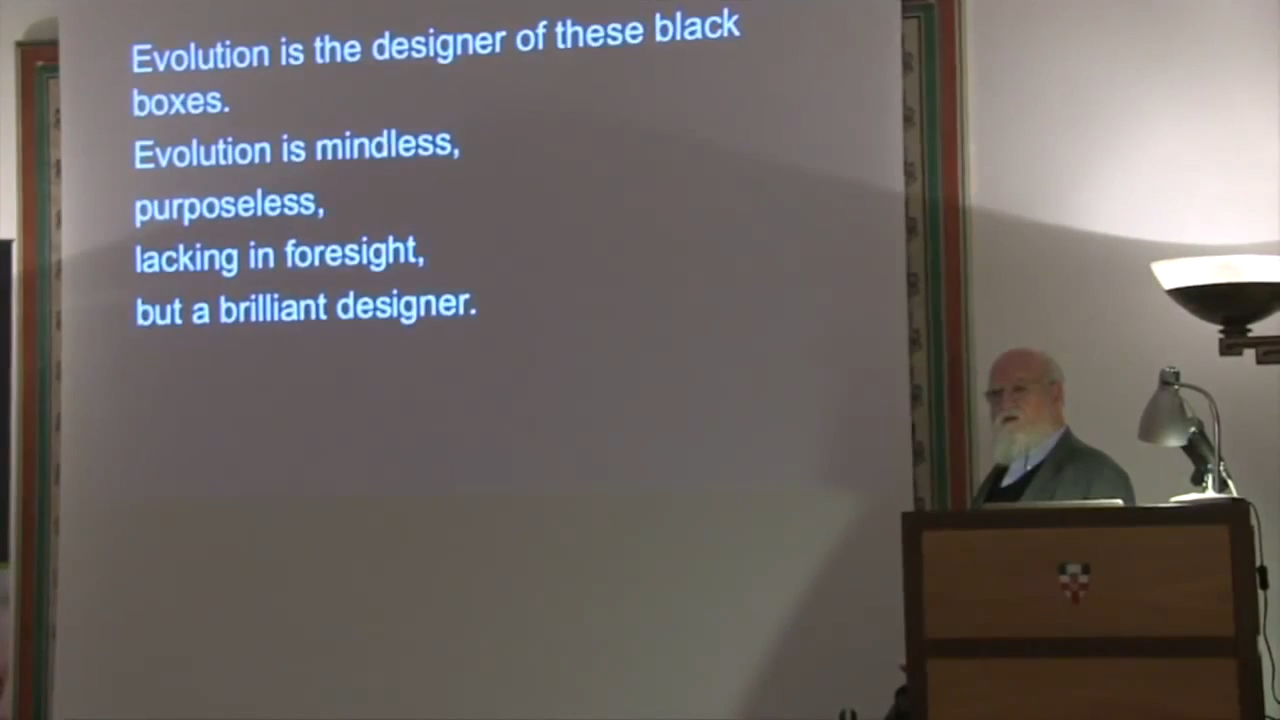 Evolution is the designer of these black
boxes.
Evolution is mindless,
purposeless,
lacking in foresight,
but a brilliant designer.